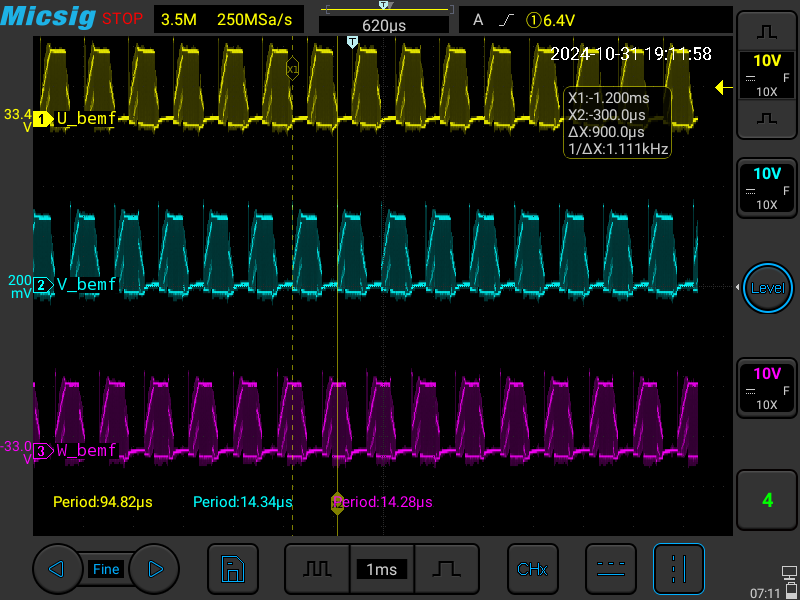 Micsig STOP 3.5M 250MSa/s 620µs A ①6.4V
T
T
2024-10-31 19:11:58
X1
X1:-1.200ms
X2:-300.0µs
ΔX:900.0µs
1/ΔX:1.111kHz
10V
F
10X
33.4
V
1 U_bemf
10V
F
10X
200
mV
2 V_bemf
Level
10V
F
10X
-33.0
V
3 W_bemf
Period:94.82µs Period:14.34µs Period:14.28µs
4
Fine 1ms CHx
07:11